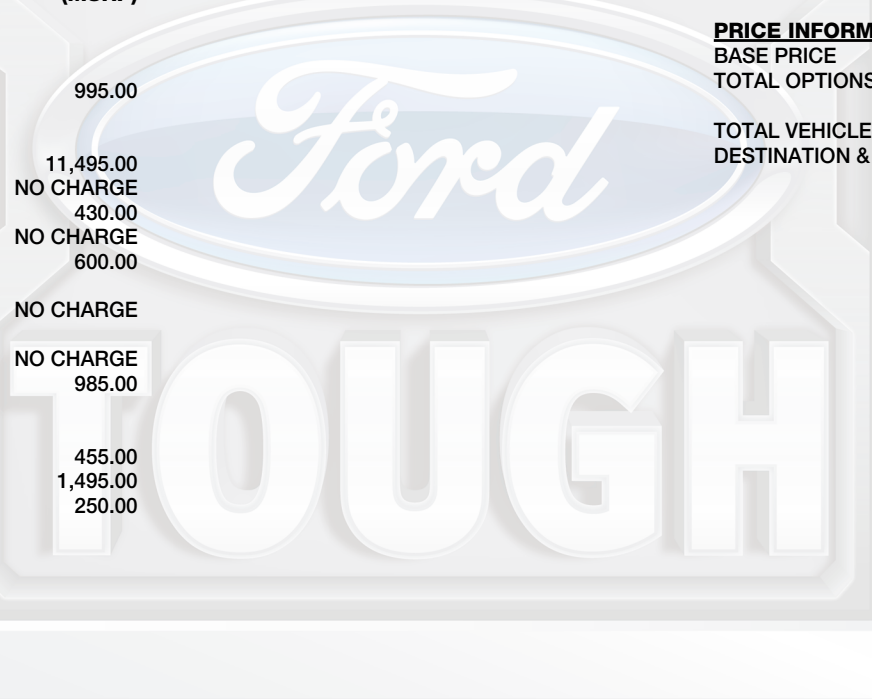 (MSRP)
995.00
11,495.00
NO CHARGE
430.00
NO CHARGE
600.00
NO CHARGE
NO CHARGE
985.00
455.00
1,495.00
250.00
PRICE INFORM
BASE PRICE
TOTAL OPTIONS
TOTAL VEHICLE
DESTINATION &
Ford
TOUGH